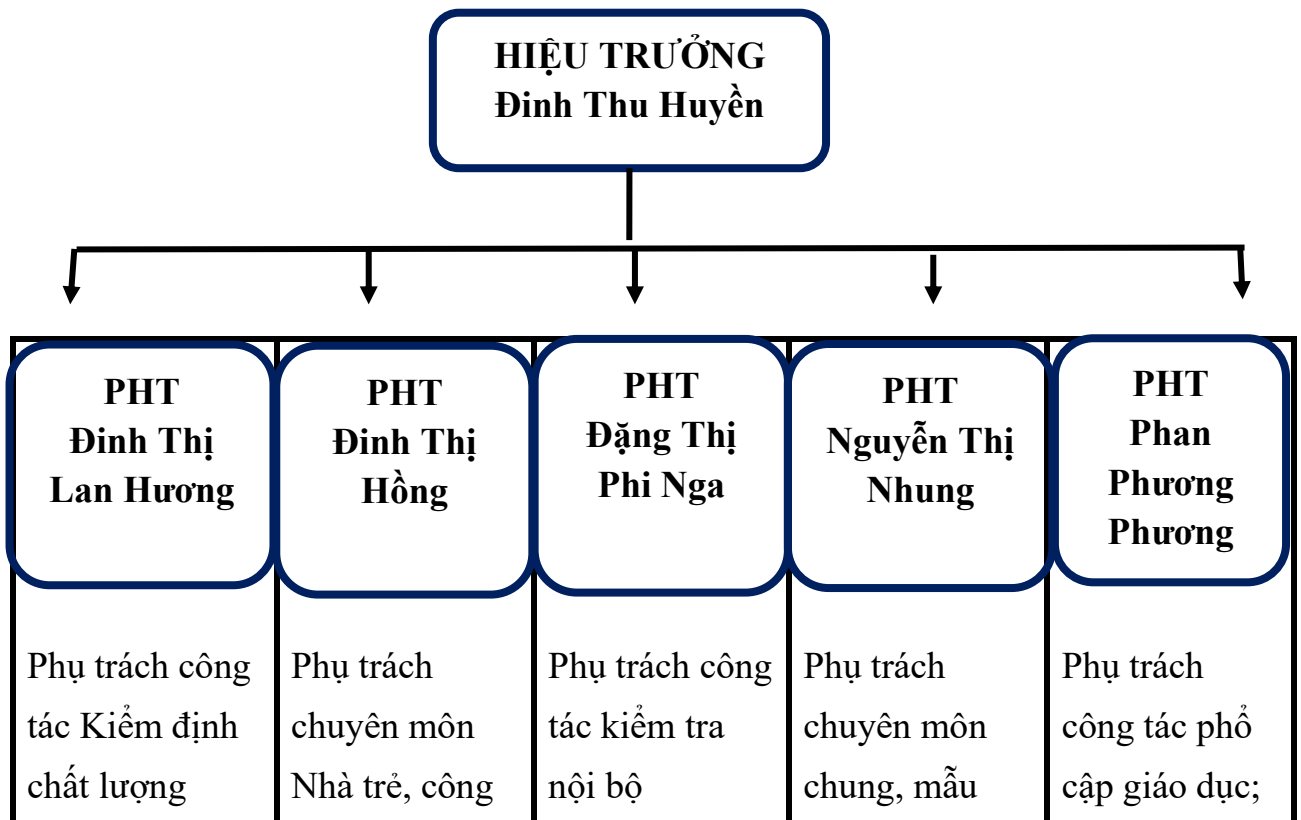 HIỆU TRƯỞNG
Đinh Thu Huyền
PHT
Đinh Thị
Lan Hương
PHT
Đinh Thị
Hồng
PHT
Đặng Thị
Phi Nga
PHT
Nguyễn Thị
Nhung
PHT
Phan
Phương
Phương
Phụ trách công
tác Kiểm định
chất lượng
Phụ trách
chuyên môn
Nhà trẻ, công
Phụ trách công
tác kiểm tra
nội bộ
Phụ trách
chuyên môn
chung, mẫu
Phụ trách
công tác phổ
cập giáo dục;